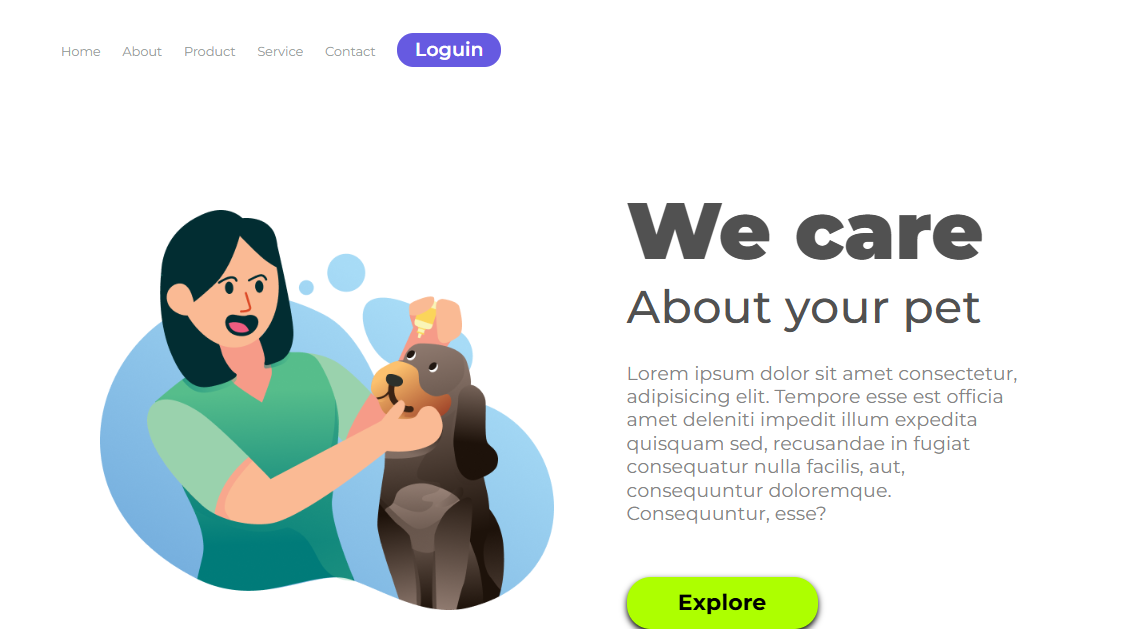 Home About Product Service Contact Loguin
We care
About your pet
Lorem ipsum dolor sit amet consectetur,
adipisicing elit. Tempore esse est officia
amet deleniti impedit illum expedita
quisquam sed, recusandae in fugiat
consequatur nulla facilis, aut,
consequuntur doloremque.
Consequuntur, esse?
Explore